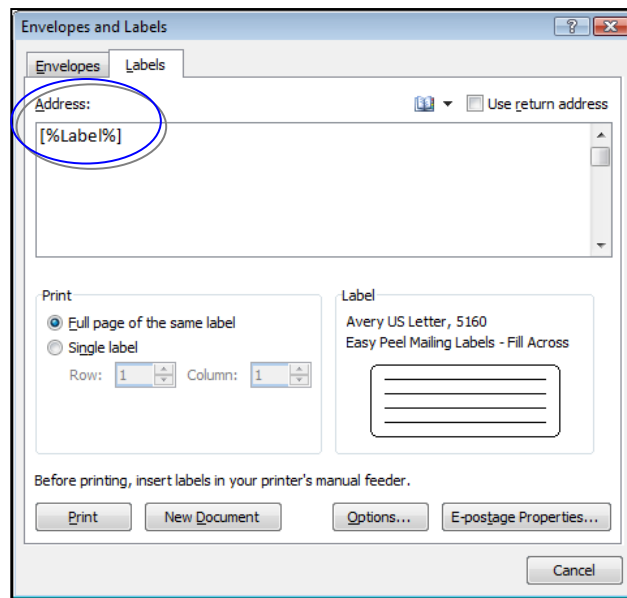 Envelopes and Labels
Envelopes Labels
Address: Use return address
[%Label%]
Print
Full page of the same label
Single label
Row: 1 Column: 1
Label
Avery US Letter, 5160
Easy Peel Mailing Labels - Fill Across
Before printing, insert labels in your printer's manual feeder.
Print New Document Options... E-postage Properties...
Cancel